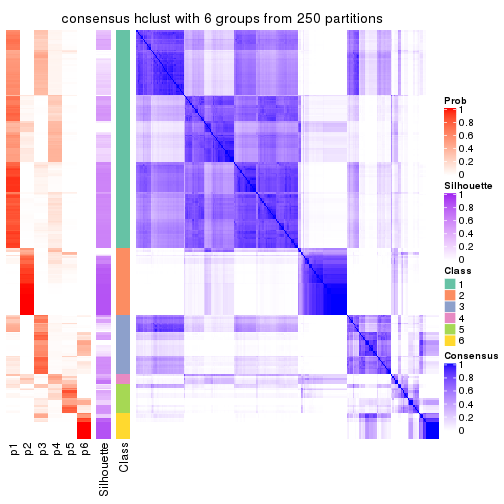 consensus hclust with 6 groups from 250 partitions
Prob
1
0.8
0.6
0.4
0.2
0
Silhouette
1
0.8
0.6
0.4
0.2
0
Class
1
2
3
4
5
6
Consensus
1
0.8
0.6
0.4
0.2
0
p1
p2
p3
p4
p5
p6
Silhouette
Class